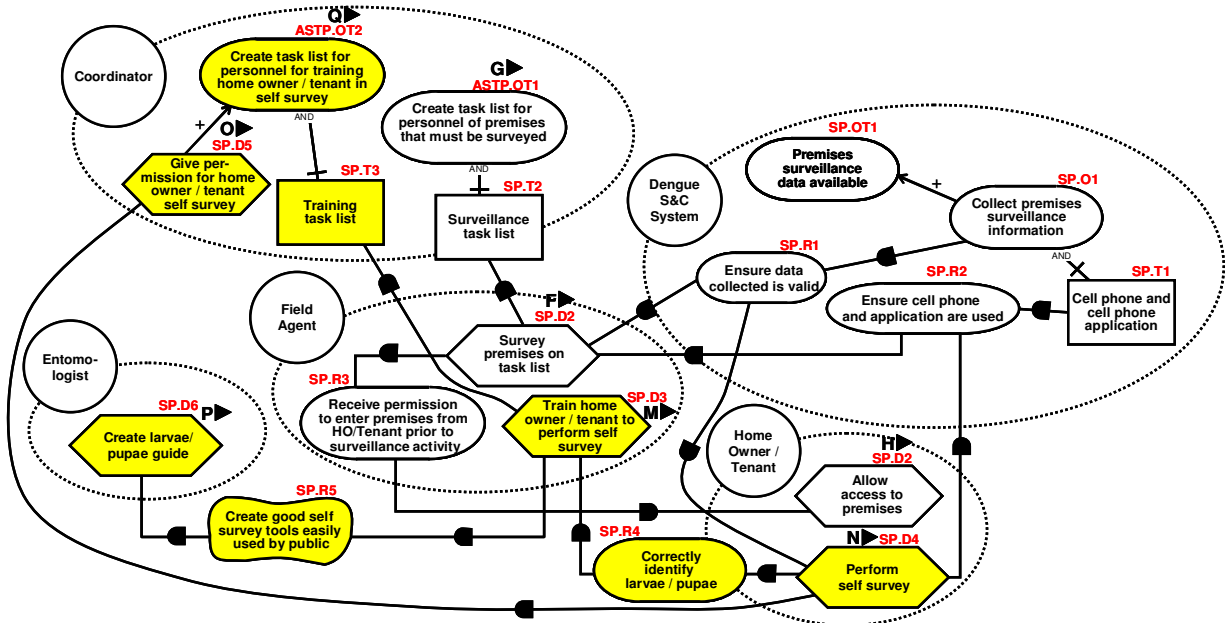 Q
ASTP.OT2
Coordinator
Create task list for
personnel for training
home owner / tenant in
self survey
AND
+
O
SP.D5
Give per-
mission for home
owner / tenant
self survey
SP.T3
Training
task list
G
ASTP.OT1
Create task list for
personnel of premises
that must be surveyed
AND
SP.T2
Surveillance
task list
Dengue
S&C
System
SP.OT1
Premises
surveillance
data available
+
SP.O1
Collect premises
surveillance
information
AND
SP.T1
Cell phone and
cell phone
application
SP.R1
Ensure data
collected is valid
SP.R2
Ensure cell phone
and application are used
Field
Agent
F
SP.D2
Survey
premises on
task list
SP.R3
Receive permission
to enter premises from
HO/Tenant prior to
surveillance activity
SP.D3
M
Train home
owner / tenant to
perform self
survey
Entomo-
logist
SP.D6
P
Create larvae/
pupae guide
SP.R5
Create good self
survey tools easily
used by public
Home
Owner /
Tenant
H
SP.D2
Allow
access to
premises
SP.R4
Correctly
identify
larvae / pupae
N
SP.D4
Perform
self survey